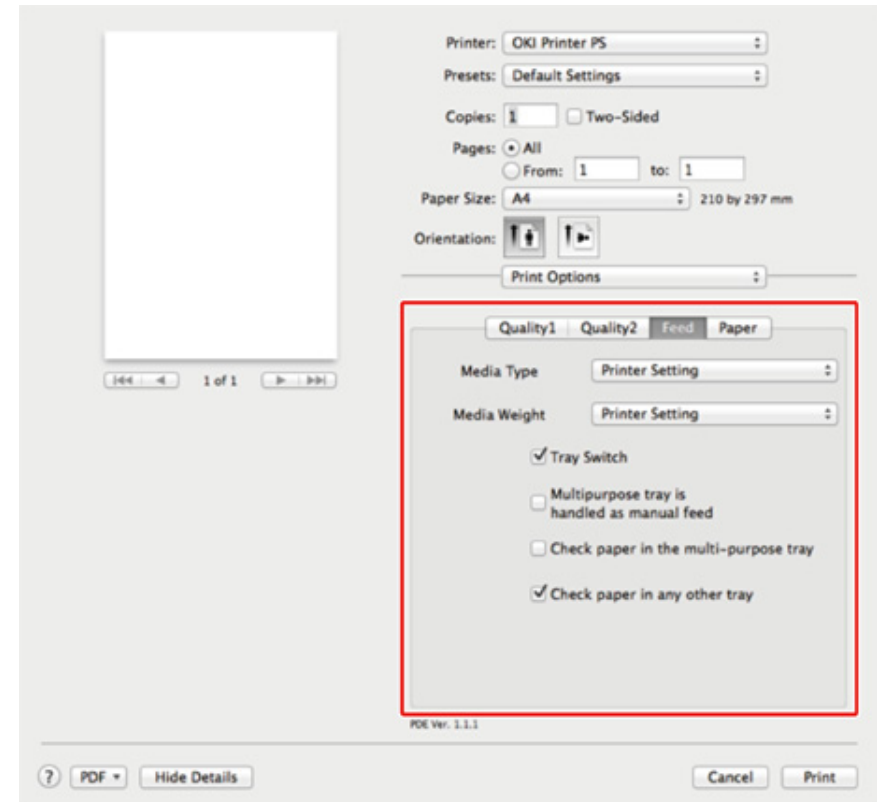 Printer: OKI Printer PS
Presets: Default Settings
Copies: 1 Two-Sided
Pages: All
From: 1 to: 1
Paper Size: A4 210 by 297 mm
Orientation:
Print Options
Quality1 Quality2 Feed Paper
1 of 1
Media Type Printer Setting
Media Weight Printer Setting
Tray Switch
Multipurpose tray is
handled as manual feed
Check paper in the multi-purpose tray
Check paper in any other tray
PDE Ver. 1.1.1
? PDF Hide Details Cancel Print